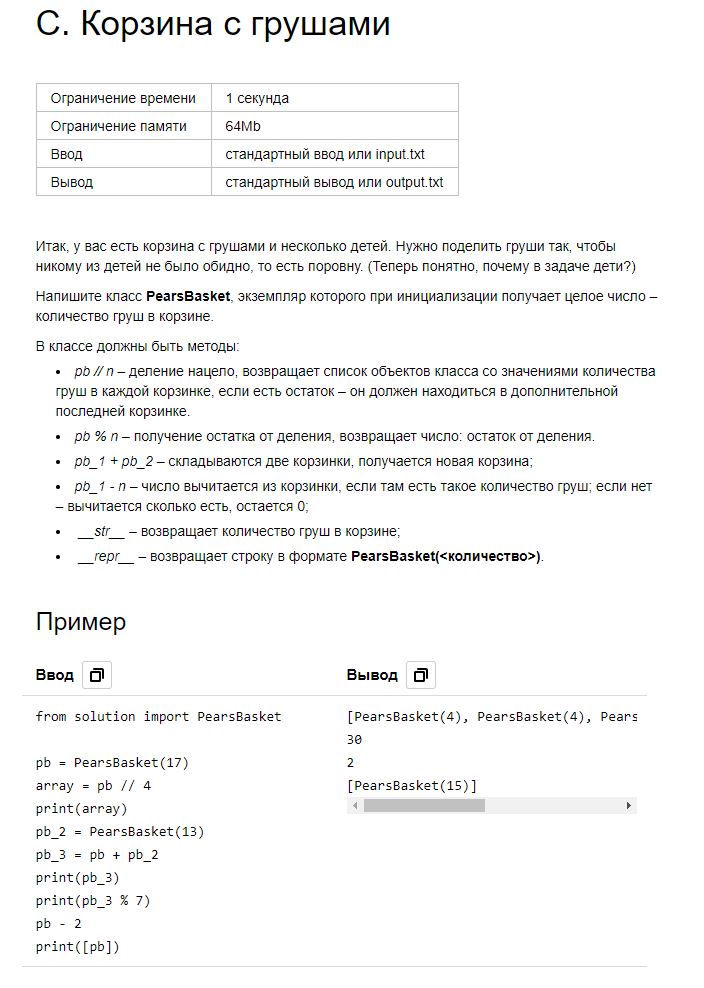 C. Корзина с грушами
Ограничение времени 1 секунда
Ограничение памяти 64Mb
Ввод стандартный ввод или input.txt
Вывод стандартный вывод или output.txt
Итак, у вас есть корзина с грушами и несколько детей. Нужно поделить груши так, чтобы
никому из детей не было обидно, то есть поровну. (Теперь понятно, почему в задаче дети?)
Напишите класс PearsBasket, экземпляр которого при инициализации получает целое число –
количество груш в корзине.
В классе должны быть методы:
• pb // n – деление нацело, возвращает список объектов класса со значениями количества
груш в каждой корзинке, если есть остаток – он должен находиться в дополнительной
последней корзинке.
• pb % n – получение остатка от деления, возвращает число: остаток от деления.
• pb_1 + pb_2 – складываются две корзинки, получается новая корзина;
• pb_1 - n – число вычитается из корзинки, если там есть такое количество груш; если нет
– вычитается сколько есть, остается 0;
• __str__ – возвращает количество груш в корзине;
• __repr__ – возвращает строку в формате PearsBasket(<количество>).
Пример
Ввод
from solution import PearsBasket
pb = PearsBasket(17)
array = pb // 4
print(array)
pb_2 = PearsBasket(13)
pb_3 = pb + pb_2
print(pb_3)
print(pb_3 % 7)
pb - 2
print([pb])
Вывод
[PearsBasket(4), PearsBasket(4), Pears
30
2
[PearsBasket(15)]